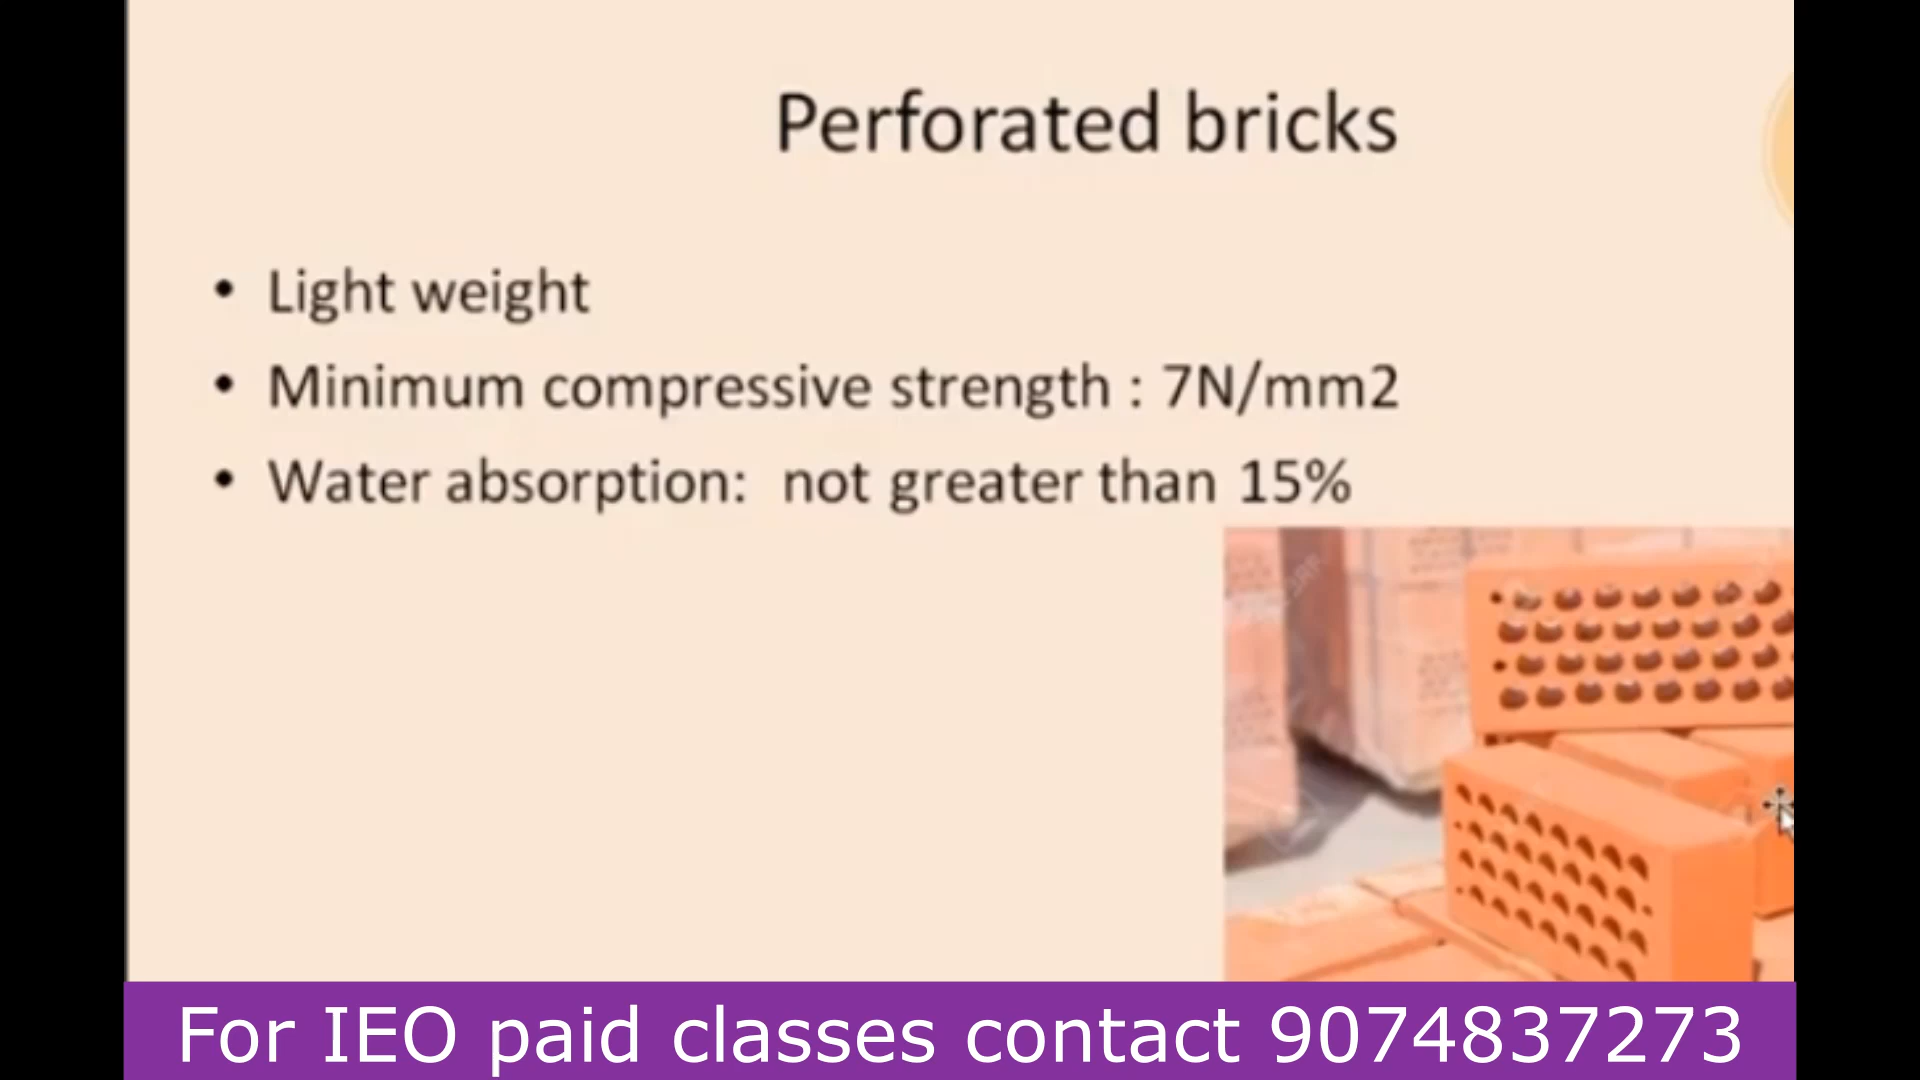 Perforated bricks
• Light weight
• Minimum compressive strength : 7N/mm2
• Water absorption: not greater than 15%
For IEO paid classes contact 9074837273